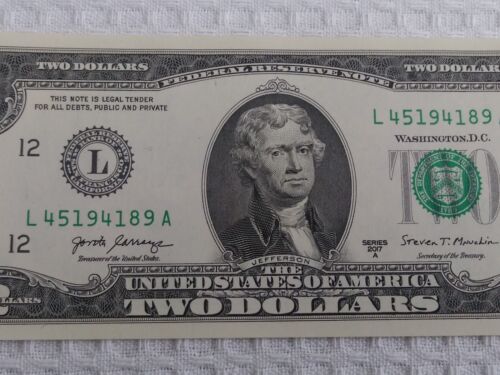 TWO DOLLARS
TWO DOLLARS
FEDERAL RESERVE NOTE
THIS NOTE IS LEGAL TENDER
FOR ALL DEBTS, PUBLIC AND PRIVATE
L 45194189 A
WASHINGTON, D.C.
12
L
TWO
L 45194189 A
12
Treasurer of the United States.
JEFFERSON
SERIES
2017
A
Steven T. Mnuchin
Secretary of the Treasury.
THE
UNITED STATES OF AMERICA
TWO DOLLARS
DOLLARS